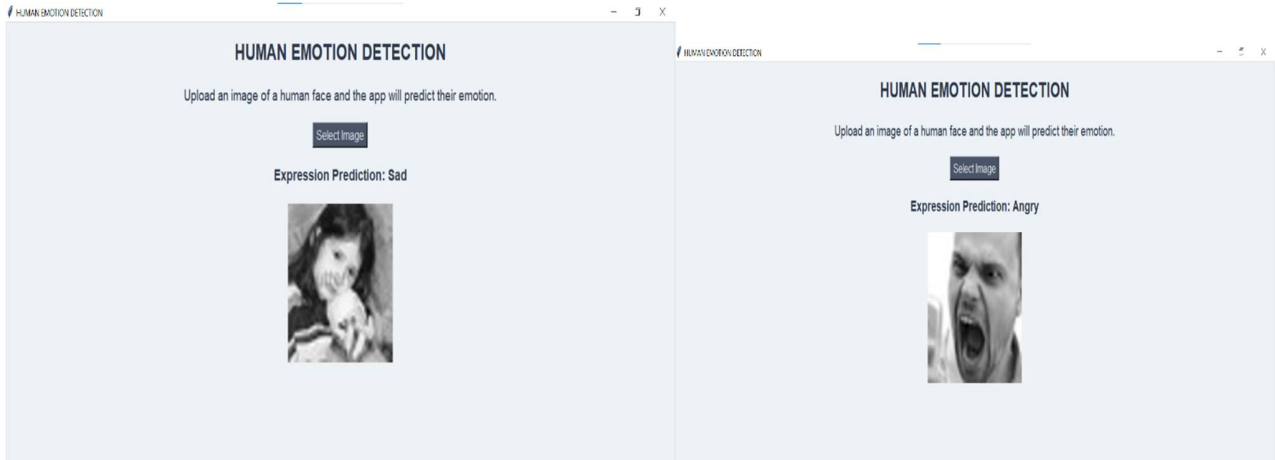 HUMAN EMOTION DETECTION
HUMAN EMOTION DETECTION
Upload an image of a human face and the app will predict their emotion.
Select Image
Expression Prediction: Sad
HUMAN EMOTION DETECTION
HUMAN EMOTION DETECTION
Upload an image of a human face and the app will predict their emotion.
Select Image
Expression Prediction: Angry